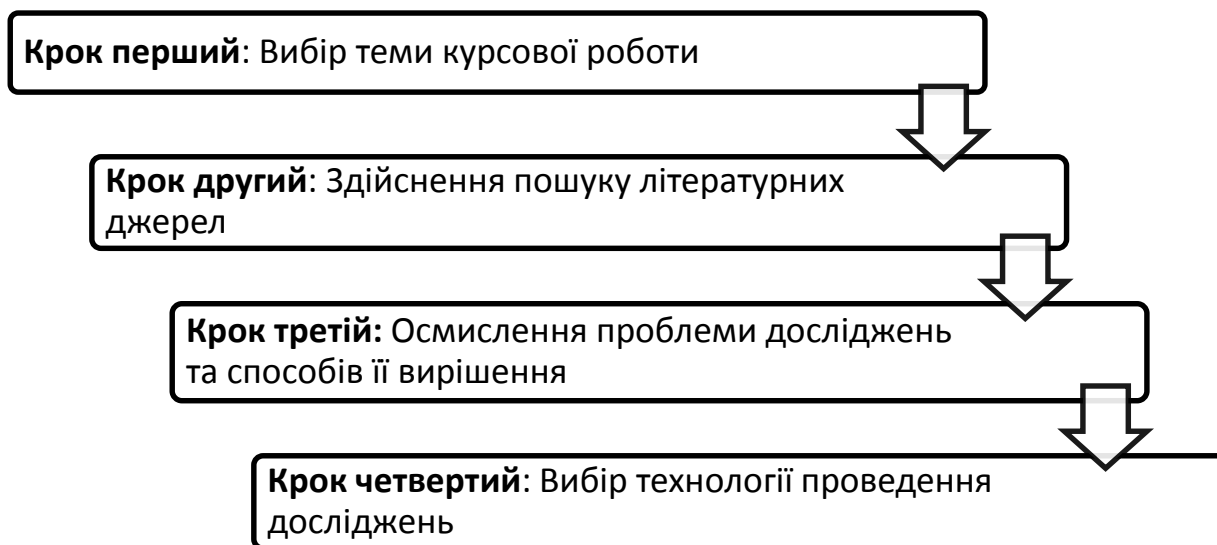 Крок перший: Вибір теми курсової роботи
Крок другий: Здійснення пошуку літературних
джерел
Крок третій: Осмислення проблеми досліджень
та способів її вирішення
Крок четвертий: Вибір технології проведення
досліджень